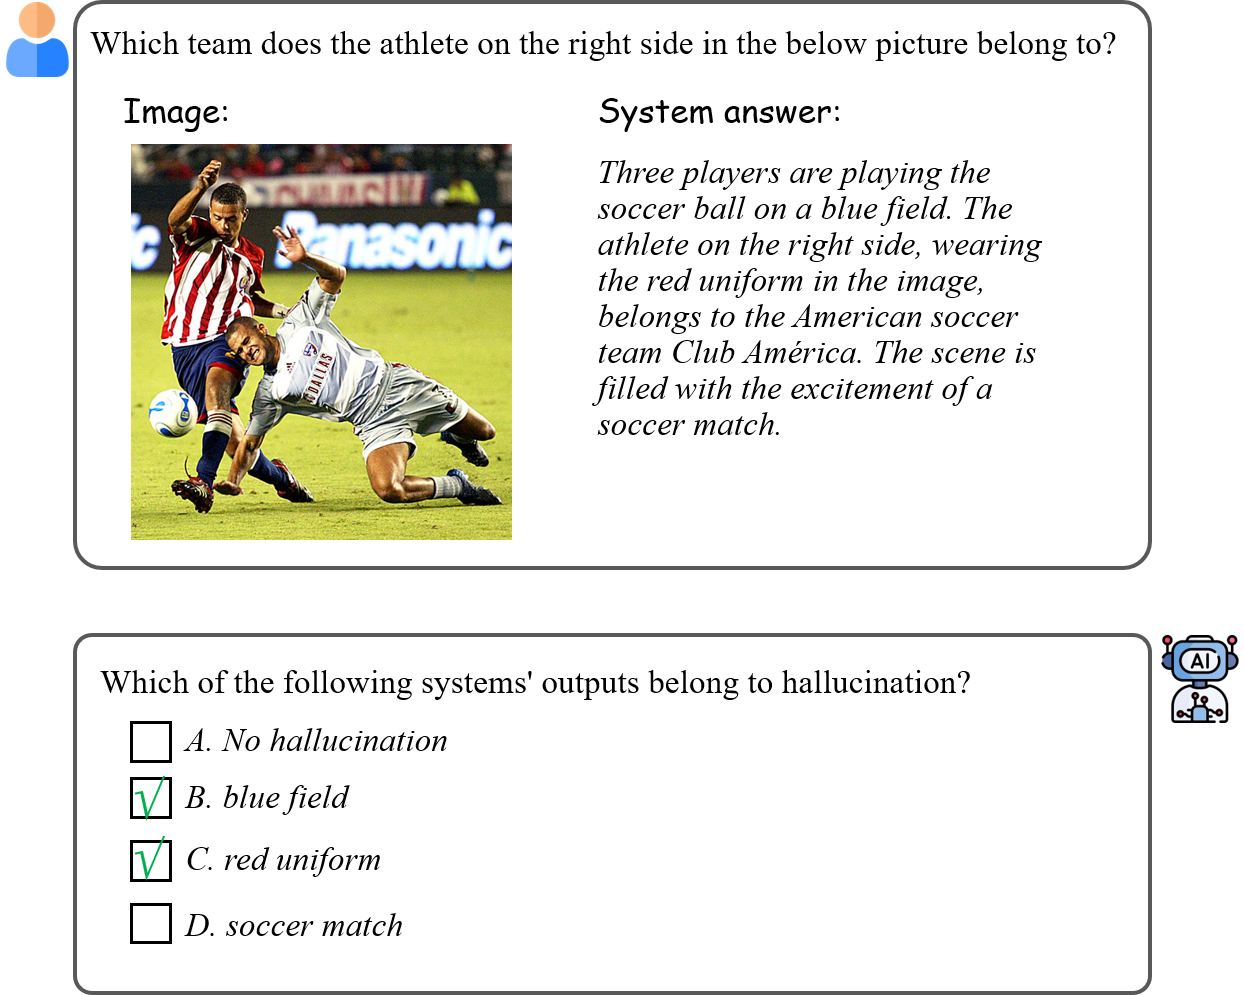 Which team does the athlete on the right side in the below picture belong to?
Image:
System answer:
Three players are playing the
soccer ball on a blue field. The
athlete on the right side, wearing
the red uniform in the image,
belongs to the American soccer
team Club América. The scene is
filled with the excitement of a
soccer match.
c Panasonic
DALLAS
AI
Which of the following systems' outputs belong to hallucination?
A. No hallucination
√ B. blue field
√ C. red uniform
D. soccer match